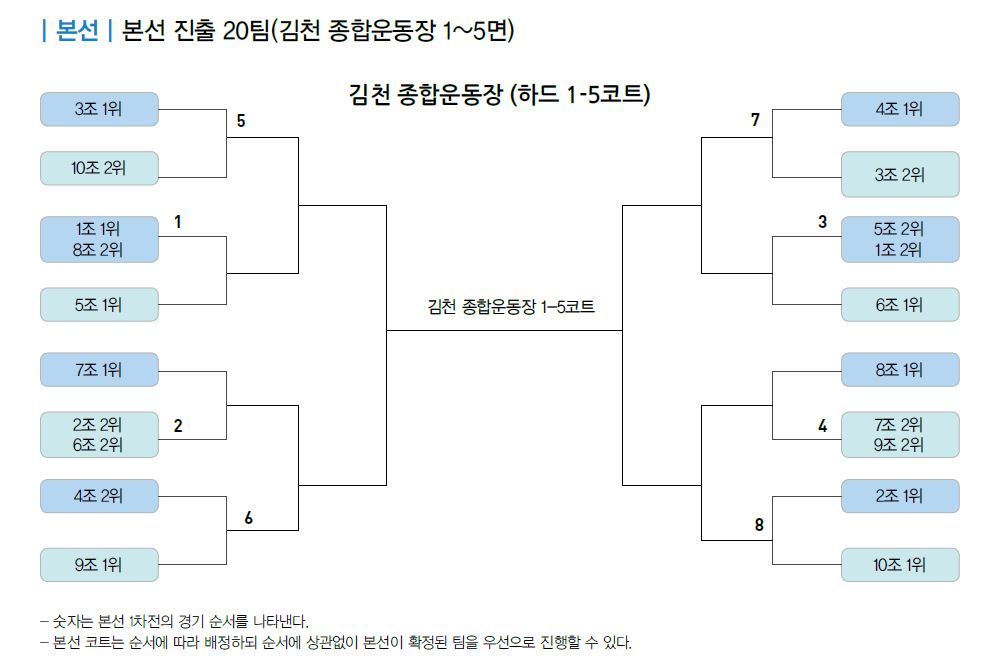 | 본선 | 본선 진출 20팀(김천 종합운동장 1~5면)
김천 종합운동장 (하드 1-5코트)
3조 1위
5
10조 2위
1조 1위
8조 2위
1
5조 1위
7조 1위
2조 2위
6조 2위
2
4조 2위
6
9조 1위
김천 종합운동장 1-5코트
7
4조 1위
3조 2위
3
5조 2위
1조 2위
6조 1위
8조 1위
4
7조 2위
9조 2위
2조 1위
8
10조 1위
- 숫자는 본선 1차전의 경기 순서를 나타낸다.
- 본선 코트는 순서에 따라 배정하되 순서에 상관없이 본선이 확정된 팀을 우선으로 진행할 수 있다.